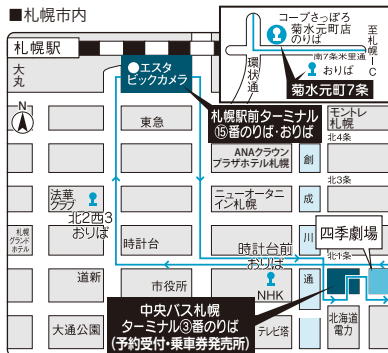 ■札幌市内
コープさっぽろ
菊水元町店
のりば
至札幌IC
環状通
南7条米里通
おりば
菊水元町7条
札幌駅
大丸
●エスタ
ビックカメラ
N
札幌駅前ターミナル
⑮番のりば・おりば
東急
モントレ
札幌
北4条
ANAクラウン
プラザホテル札幌
創
北3条
法華
クラブ
北2西3
おりば
ニューオータニ
イン札幌
成
札幌
グランド
ホテル
時計台
時計台前
おりば
川
四季劇場
北1条
道新
市役所
NHK
通
中央バス札幌
ターミナル③番のりば
(予約受付・乗車券発売所)
大通公園
テレビ塔
北海道
電力